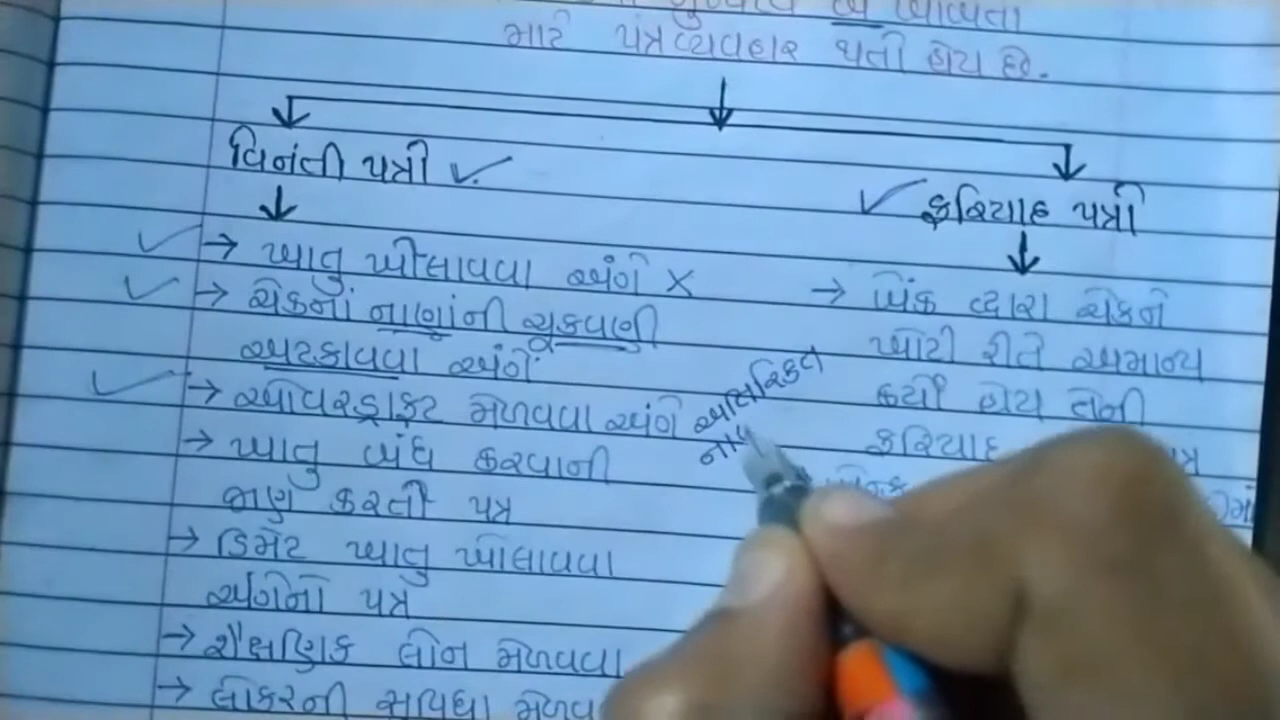 માટે પત્રવ્યવહાર થતો હોય છે.
વિનંતી પત્રો
→ ખાતુ ખોલાવવા અંગે ×
→ ચેકનાં નાણાંની ચૂકવણી
અટકાવવા અંગે
→ ઓવરડ્રાફ્ટ મેળવવા અંગે
→ ખાતુ બંધ કરવાની
જાણ કરતો પત્ર
→ ડિમેટ ખાતુ ખોલાવવા
અંગેનો પત્ર
→ શૈક્ષણિક લોન મેળવવા
→ લોકરની સુવિધા
ફરિયાદ પત્રો
→ બેંક દ્વારા ચેકને
ખોટી રીતે અમાન્ય
કર્યો હોય તેની
ફરિયાદ